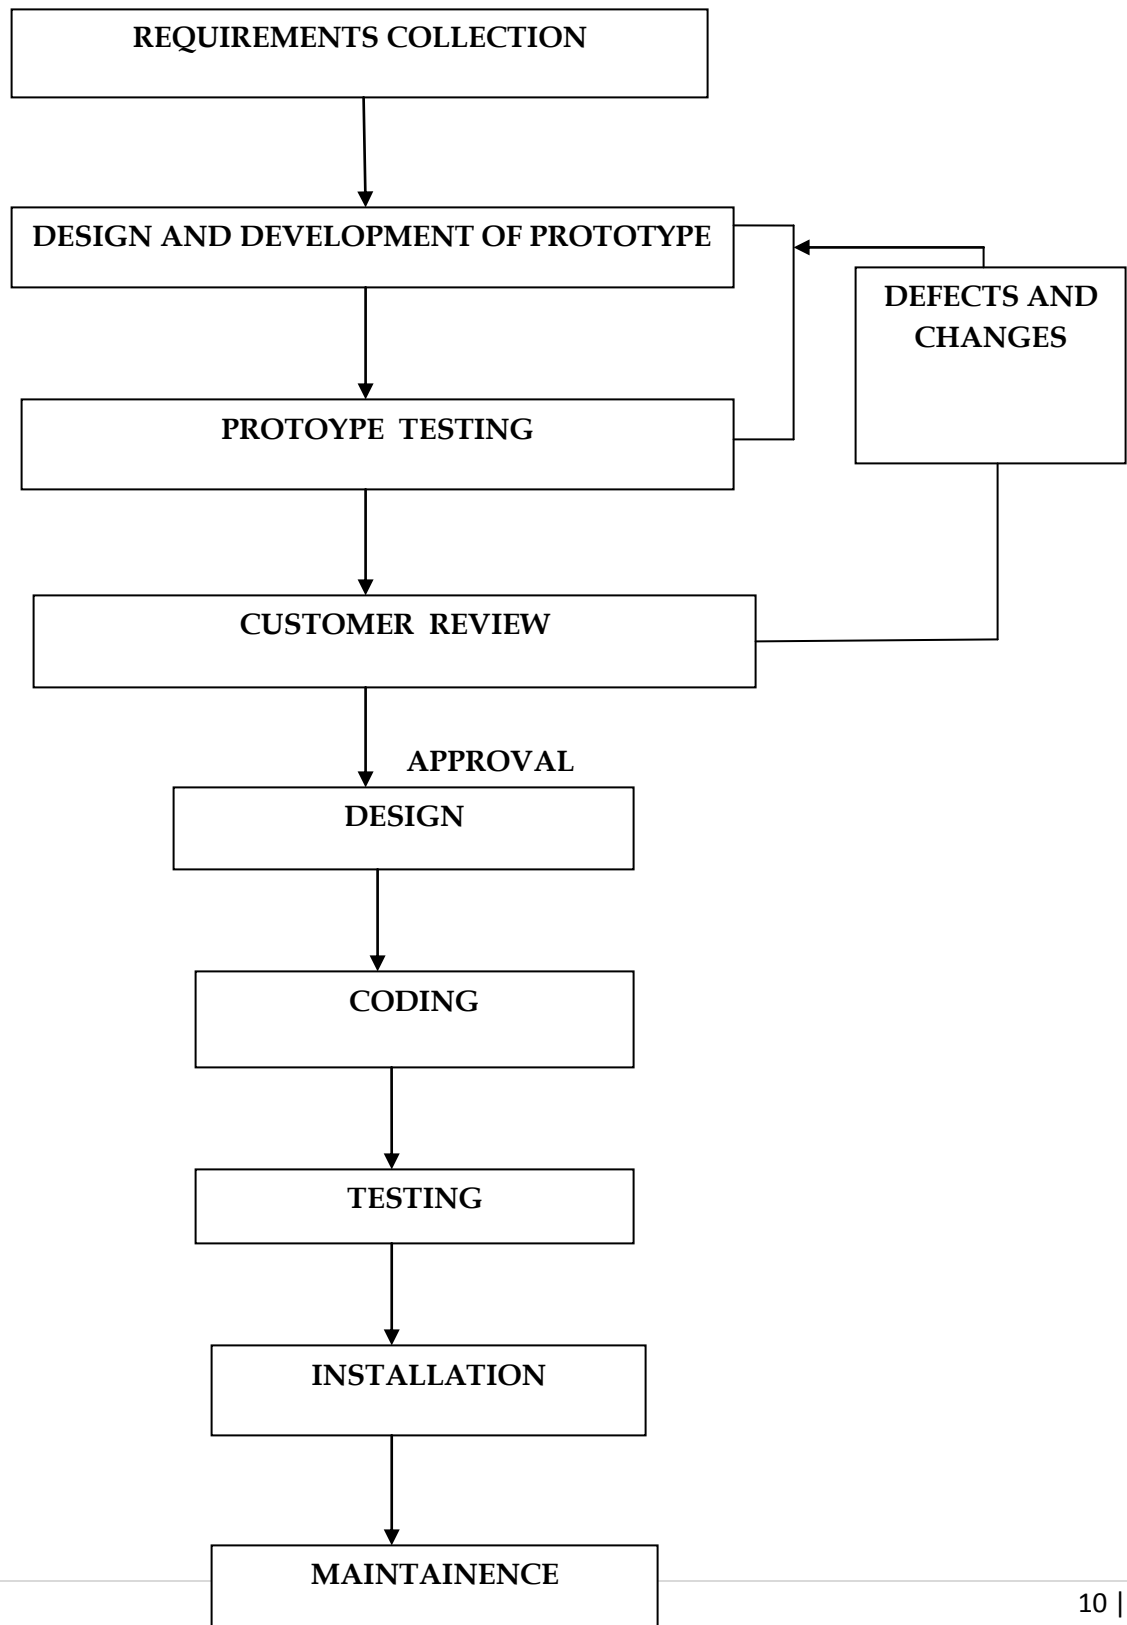 REQUIREMENTS COLLECTION
DESIGN AND DEVELOPMENT OF PROTOTYPE
DEFECTS AND
CHANGES
PROTOYPE TESTING
CUSTOMER REVIEW
APPROVAL
DESIGN
CODING
TESTING
INSTALLATION
MAINTAINENCE
10 |